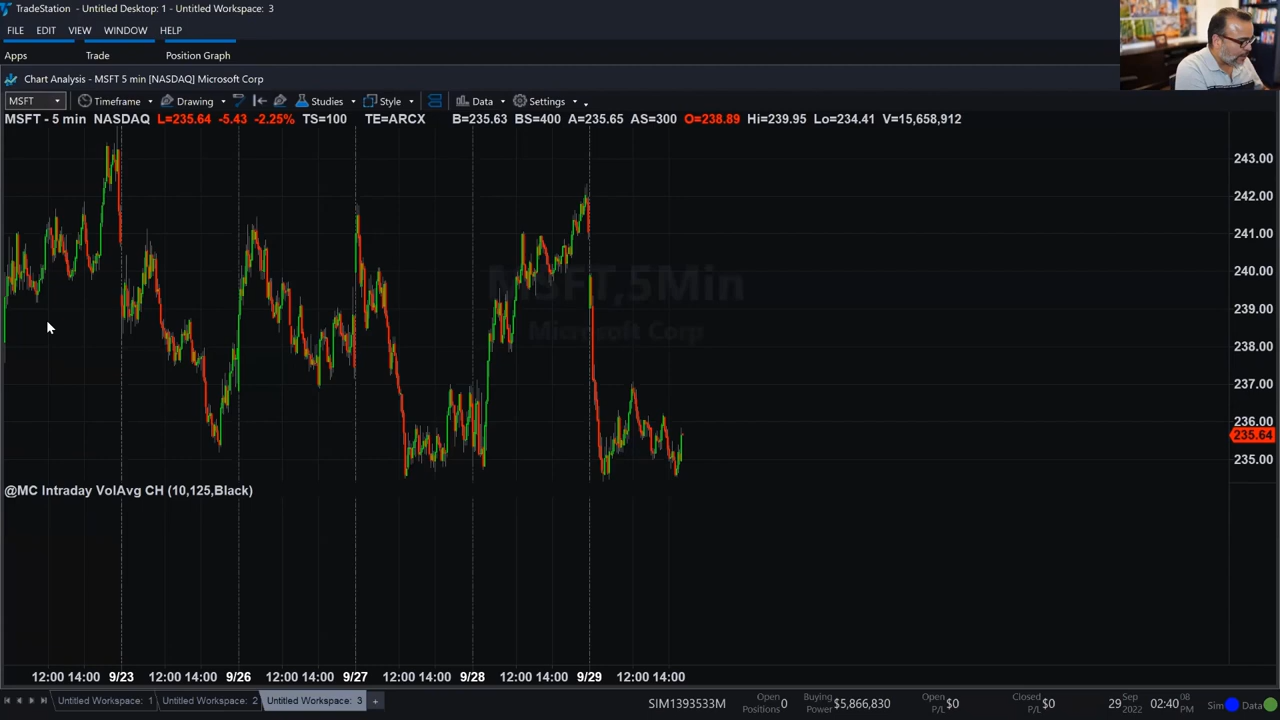 TradeStation - Untitled Desktop: 1 - Untitled Workspace: 3
FILE EDIT VIEW WINDOW HELP
Apps Trade Position Graph
Chart Analysis - MSFT 5 min [NASDAQ] Microsoft Corp
MSFT Timeframe Drawing Studies Style Data Settings
MSFT - 5 min NASDAQ L=235.64 -5.43 -2.25% TS=100 TE=ARCX B=235.63 BS=400 A=235.65 AS=300 O=238.89 Hi=239.95 Lo=234.41 V=15,658,912
243.00
242.00
241.00
240.00
MSFT,5Min
239.00
Microsoft Corp
238.00
237.00
236.00
235.64
235.00
@MC Intraday VolAvg CH (10,125,Black)
12:00 14:00 9/23 12:00 14:00 9/26 12:00 14:00 9/27 12:00 14:00 9/28 12:00 14:00 9/29 12:00 14:00
Untitled Workspace: 1 Untitled Workspace: 2 Untitled Workspace: 3 +
SIM1393533M Open Positions 0 Buying Power $5,866,830 Open P/L $0 Closed P/L $0 29 Sep 2022 02:40 08 PM Sim Data